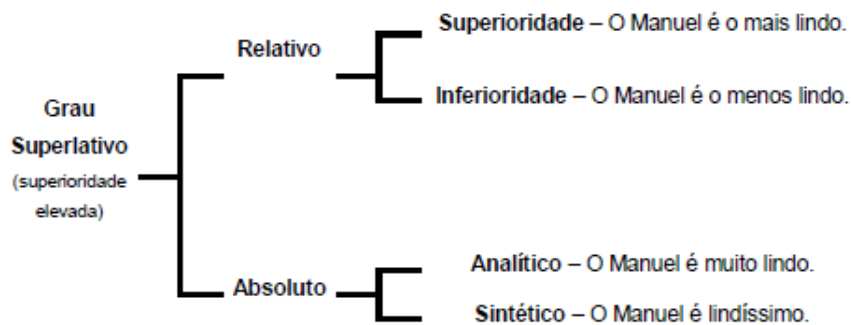 Grau
Superlativo
(superioridade
elevada)
Relativo
Superioridade – O Manuel é o mais lindo.
Inferioridade – O Manuel é o menos lindo.
Absoluto
Analítico – O Manuel é muito lindo.
Sintético – O Manuel é lindíssimo.